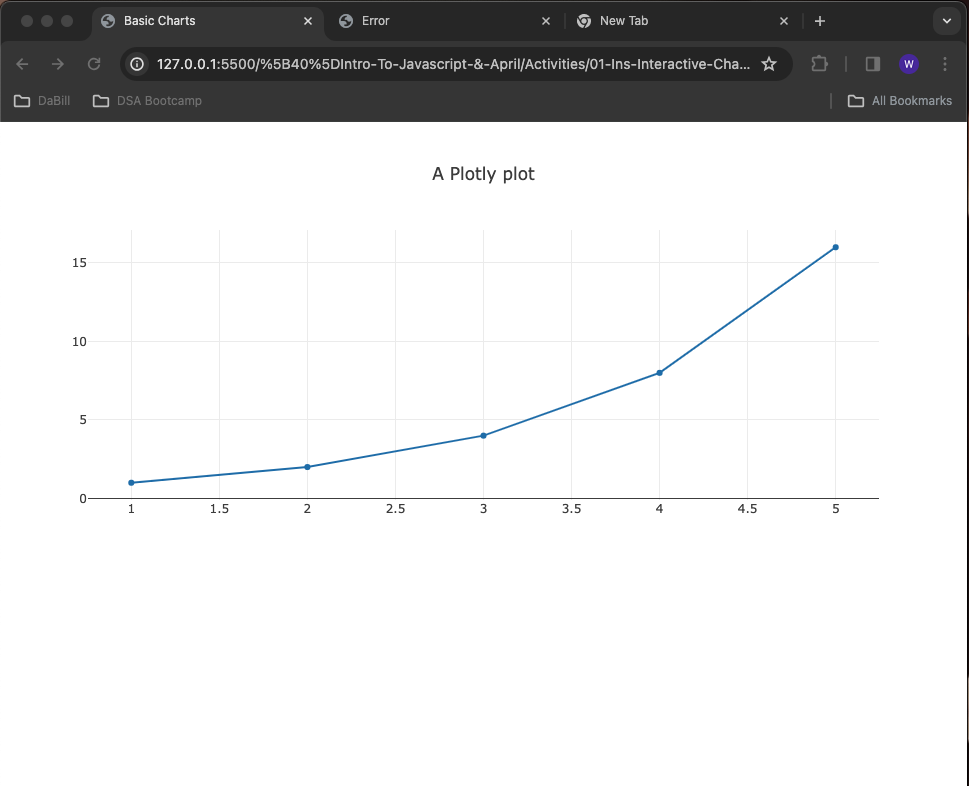 Basic Charts
Error
New Tab
127.0.0.1:5500/%5B40%5DIntro-To-Javascript-&-April/Activities/01-Ins-Interactive-Cha...
W
DaBill
DSA Bootcamp
All Bookmarks
A Plotly plot
15
10
5
0
1 1.5 2 2.5 3 3.5 4 4.5 5